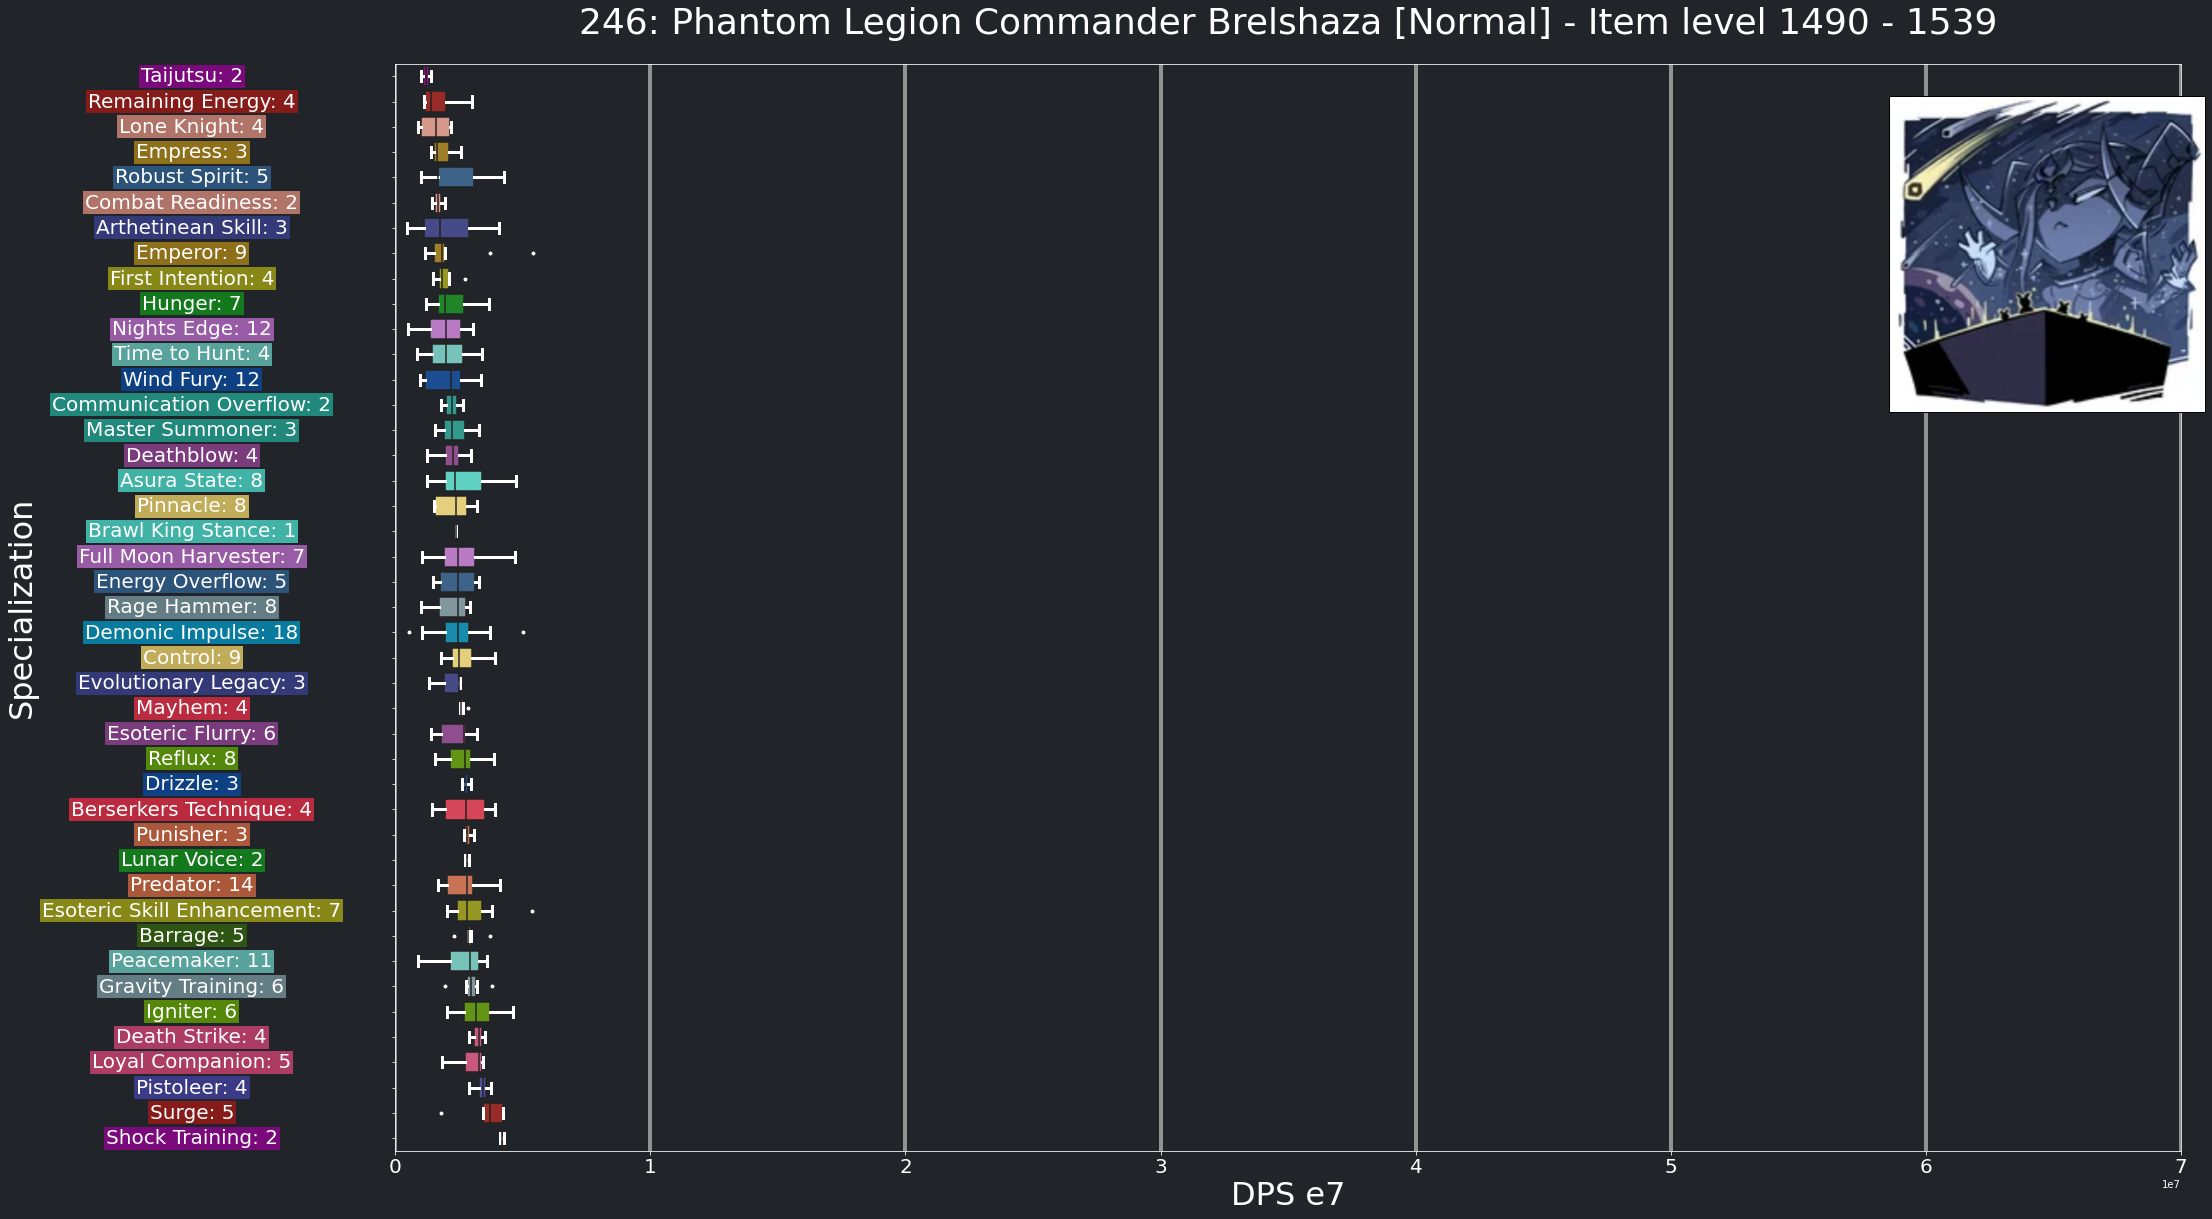 246: Phantom Legion Commander Brelshaza [Normal] - Item level 1490 - 1539
Specialization
Taijutsu: 2
Remaining Energy: 4
Lone Knight: 4
Empress: 3
Robust Spirit: 5
Combat Readiness: 2
Arthetinean Skill: 3
Emperor: 9
First Intention: 4
Hunger: 7
Nights Edge: 12
Time to Hunt: 4
Wind Fury: 12
Communication Overflow: 2
Master Summoner: 3
Deathblow: 4
Asura State: 8
Pinnacle: 8
Brawl King Stance: 1
Full Moon Harvester: 7
Energy Overflow: 5
Rage Hammer: 8
Demonic Impulse: 18
Control: 9
Evolutionary Legacy: 3
Mayhem: 4
Esoteric Flurry: 6
Reflux: 8
Drizzle: 3
Berserkers Technique: 4
Punisher: 3
Lunar Voice: 2
Predator: 14
Esoteric Skill Enhancement: 7
Barrage: 5
Peacemaker: 11
Gravity Training: 6
Igniter: 6
Death Strike: 4
Loyal Companion: 5
Pistoleer: 4
Surge: 5
Shock Training: 2
0 1 2 3 4 5 6 7
1e7
DPS e7